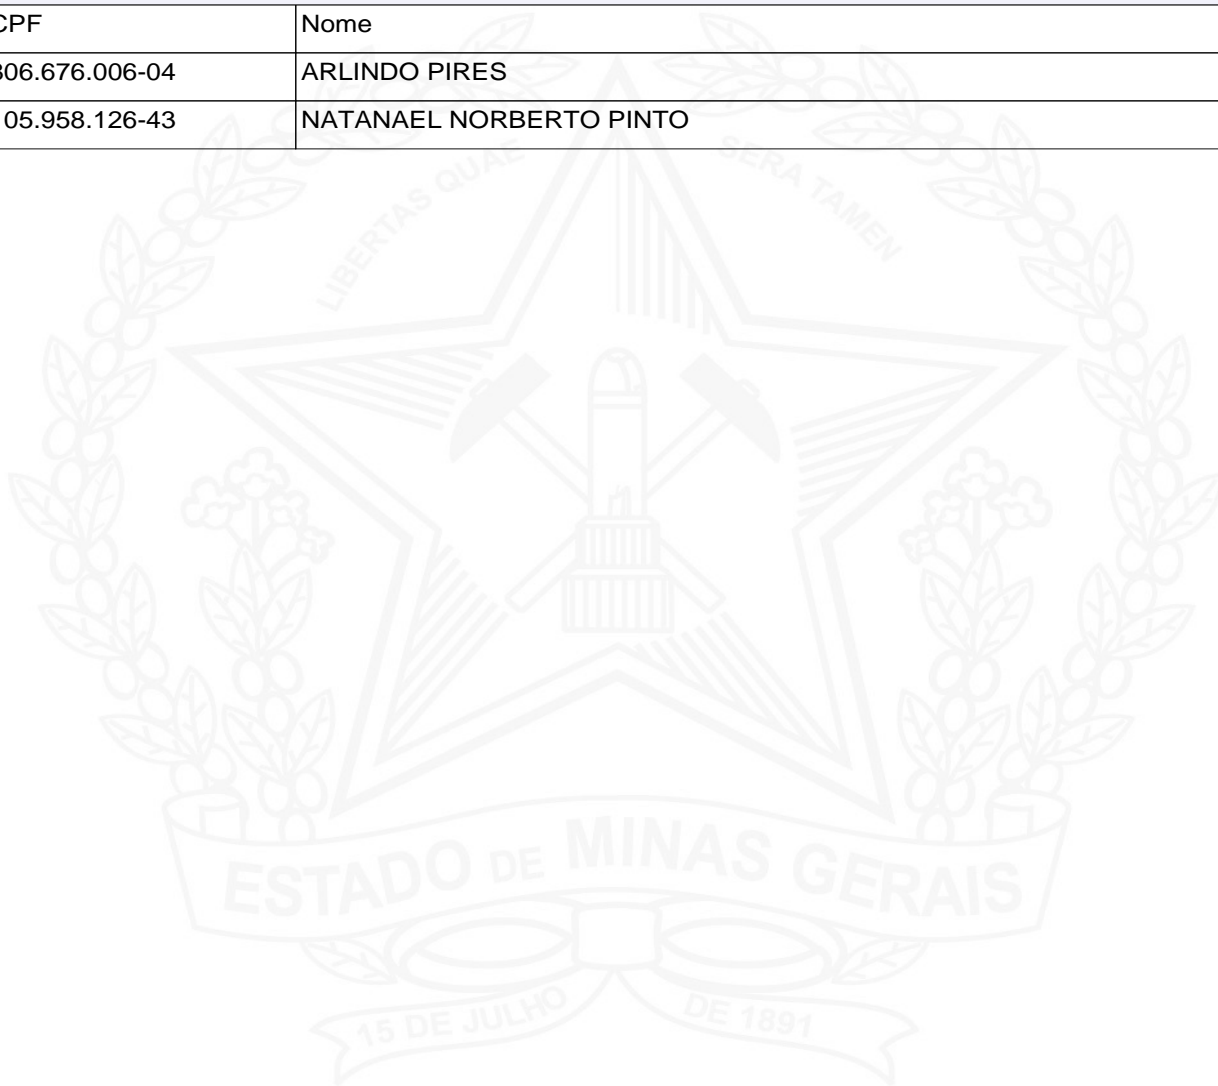 CPF Nome
806.676.006-04 ARLINDO PIRES
05.958.126-43 NATANAEL NORBERTO PINTO
LIBERTAS QUAE SERA TAMEN
ESTADO DE MINAS GERAIS
15 DE JULHO DE 1891